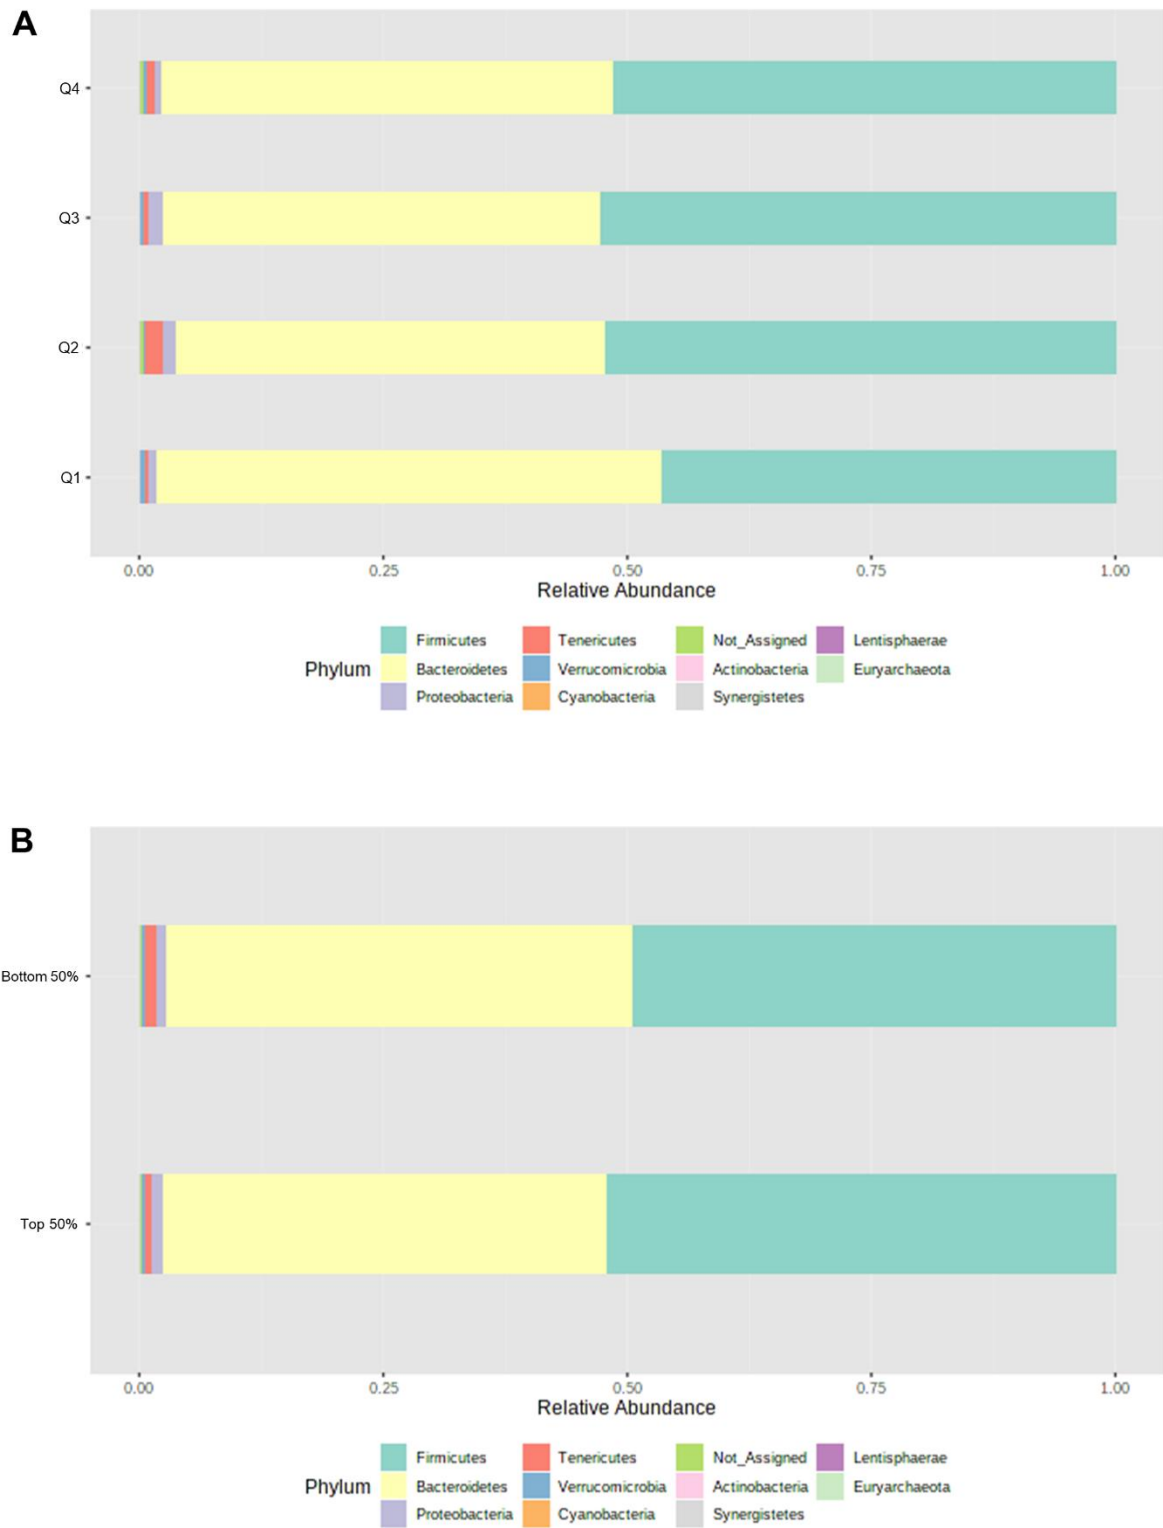 A
Q4
Q3
Q2
Q1
0.00 0.25 0.50 0.75 1.00
Relative Abundance
Firmicutes Tenericutes Not_Assigned Lentisphaerae
Phylum Bacteroidetes Verrucomicrobia Actinobacteria Euryarchaeota
Proteobacteria Cyanobacteria Synergistetes
B
Bottom 50%
Top 50%
0.00 0.25 0.50 0.75 1.00
Relative Abundance
Firmicutes Tenericutes Not_Assigned Lentisphaerae
Phylum Bacteroidetes Verrucomicrobia Actinobacteria Euryarchaeota
Proteobacteria Cyanobacteria Synergistetes